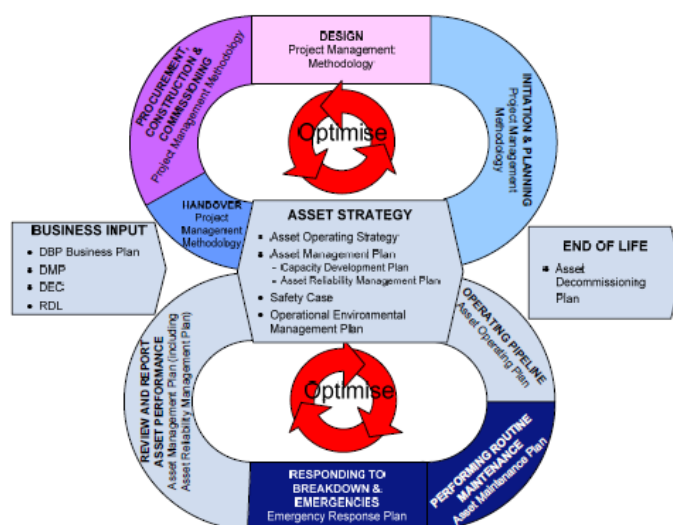 DESIGN
Project Management
Methodology
PROCUREMENT,
CONSTRUCTION &
COMMISSIONING
Project Management Methodology
INITIATION & PLANNING
Project Management
Methodology
Optimise
HANDOVER
Project
Management
Methodology
BUSINESS INPUT
• DBP Business Plan
• DMP
• DEC
• RDL
ASSET STRATEGY
• Asset Operating Strategy
• Asset Management Plan
- Capacity Development Plan
- Asset Reliability Management Plan
• Safety Case
• Operational Environmental
Management Plan
END OF LIFE
• Asset
Decommissioning
Plan
OPERATING PIPELINE
Asset Operating Plan
REVIEW AND REPORT
ASSET PERFORMANCE
Asset Management Plan (including
Asset Reliability Management Plan)
Optimise
PERFORMING ROUTINE
MAINTENANCE
Asset Maintenance Plan
RESPONDING TO
BREAKDOWN &
EMERGENCIES
Emergency Response Plan